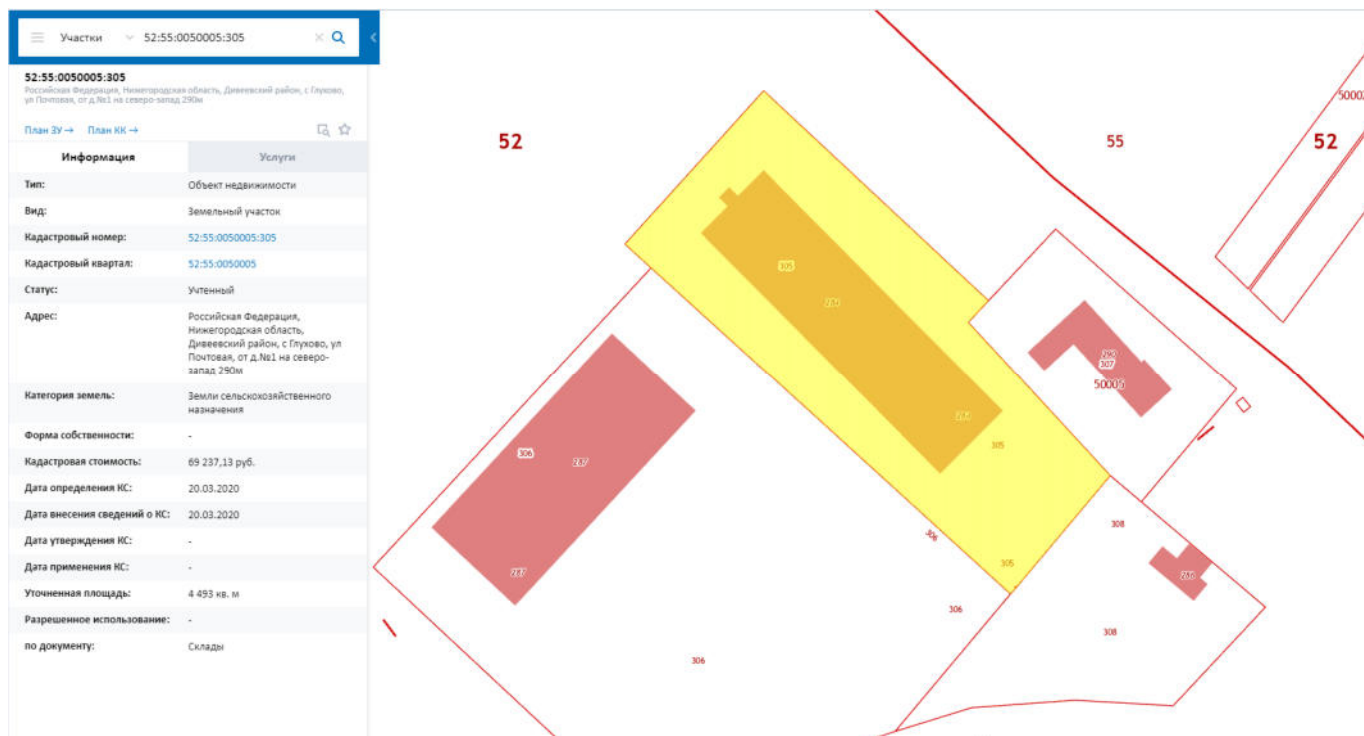 Участки 52:55:0050005:305
52:55:0050005:305
Российская Федерация, Нижегородская область, Дивеевский район, с Глухово,
ул Почтовая, от д.№1 на северо-запад 290м
План ЗУ → План КК →
Информация Услуги
Тип: Объект недвижимости
Вид: Земельный участок
Кадастровый номер: 52:55:0050005:305
Кадастровый квартал: 52:55:0050005
Статус: Учтенный
Адрес: Российская Федерация,
Нижегородская область,
Дивеевский район, с Глухово, ул
Почтовая, от д.№1 на северо-
запад 290м
Категория земель: Земли сельскохозяйственного
назначения
Форма собственности: -
Кадастровая стоимость: 69 237,13 руб.
Дата определения КС: 20.03.2020
Дата внесения сведений о КС: 20.03.2020
Дата утверждения КС: -
Дата применения КС: -
Уточненная площадь: 4 493 кв. м
Разрешенное использование: -
по документу: Склады
52
55
52
305
307
50005
305
306
287
308
306
305
287
286
306
308
306